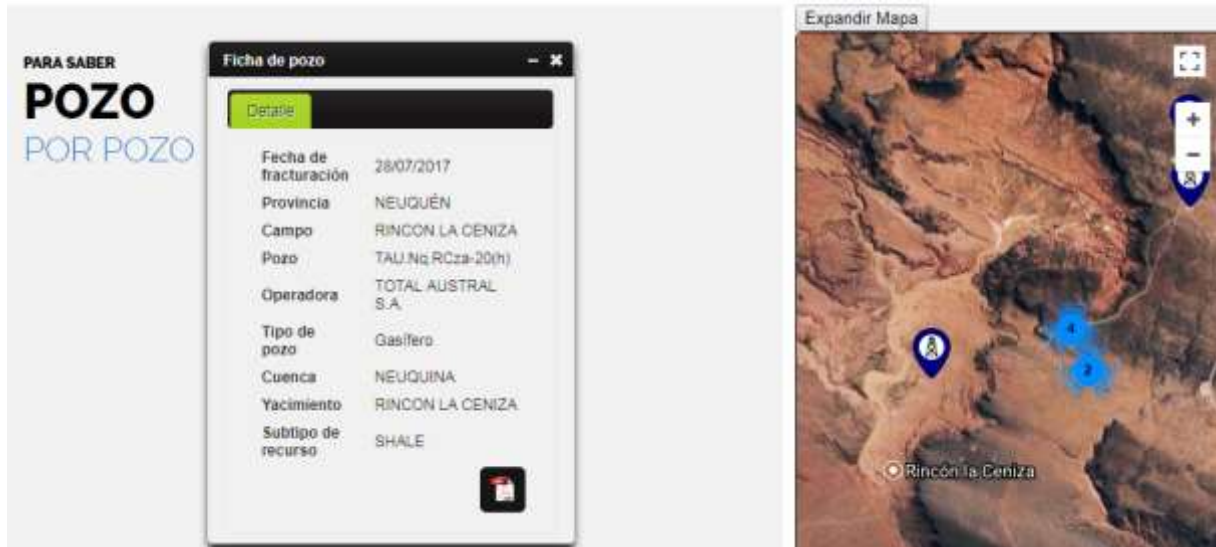 PARA SABER
POZO
POR POZO
Ficha de pozo
Detalle
Fecha de fracturación 28/07/2017
Provincia NEUQUÉN
Campo RINCON LA CENIZA
Pozo TAU.Nq.RCza-20(h)
Operadora TOTAL AUSTRAL S.A.
Tipo de pozo Gasífero
Cuenca NEUQUINA
Yacimiento RINCON LA CENIZA
Subtipo de recurso SHALE
Expandir Mapa
+
−
4
2
Rincón la Ceniza